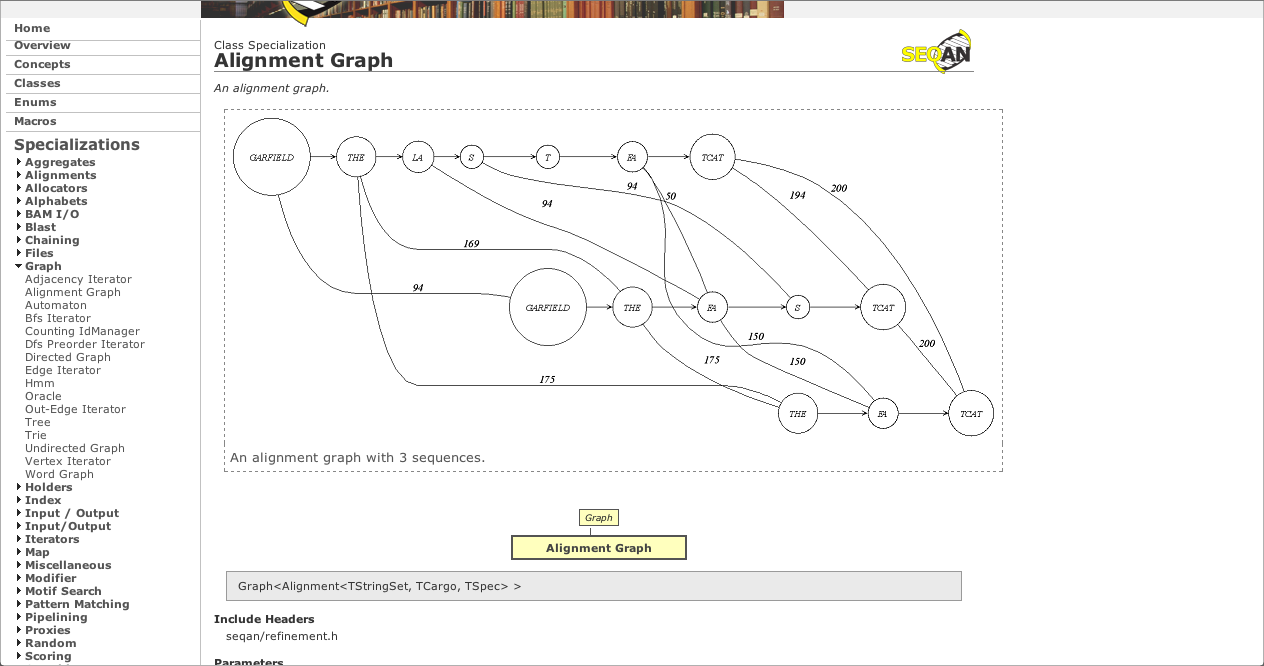 Home
Overview
Concepts
Classes
Enums
Macros
Specializations
Aggregates
Alignments
Allocators
Alphabets
BAM I/O
Blast
Chaining
Files
Graph
Adjacency Iterator
Alignment Graph
Automaton
Bfs Iterator
Counting IdManager
Dfs Preorder Iterator
Directed Graph
Edge Iterator
Hmm
Oracle
Out-Edge Iterator
Tree
Trie
Undirected Graph
Vertex Iterator
Word Graph
Holders
Index
Input / Output
Input/Output
Iterators
Map
Miscellaneous
Modifier
Motif Search
Pattern Matching
Pipelining
Proxies
Random
Scoring
Class Specialization
Alignment Graph
SEQAN
An alignment graph.
GARFIELD THE LA S T FA TCAT
94 50 194 200
94
169
94
GARFIELD THE FA S TCAT
150 200
175 150
175
THE FA TCAT
An alignment graph with 3 sequences.
Graph
Alignment Graph
Graph<Alignment<TStringSet, TCargo, TSpec> >
Include Headers
seqan/refinement.h
Parameters